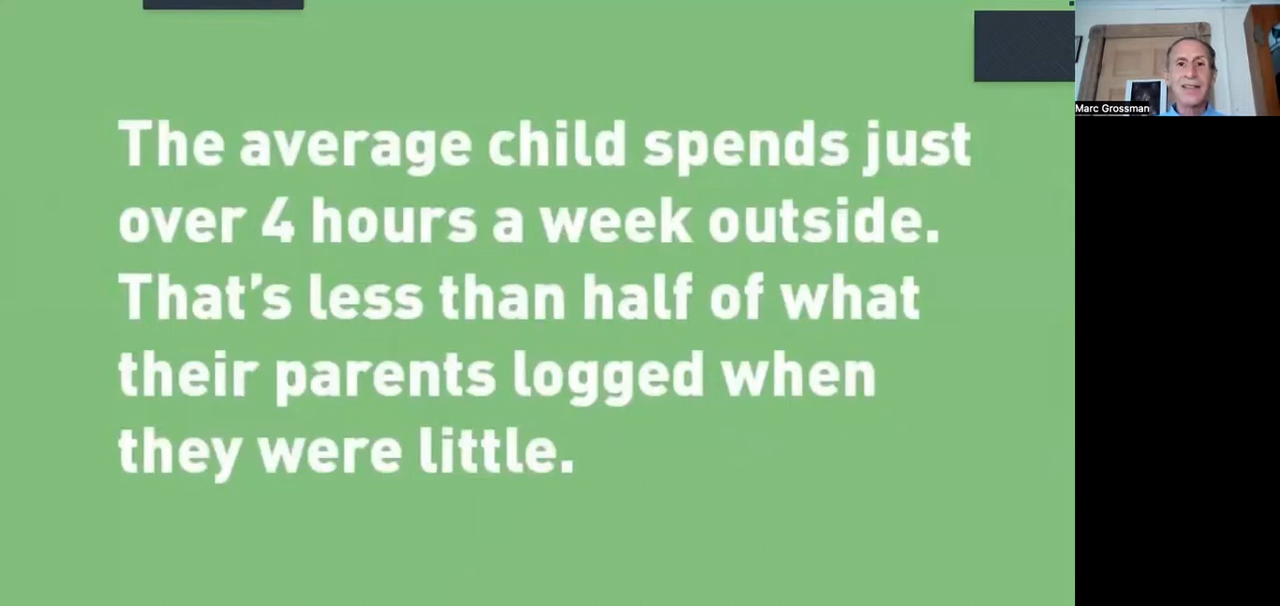 The average child spends just
over 4 hours a week outside.
That's less than half of what
their parents logged when
they were little.
Marc Grossman